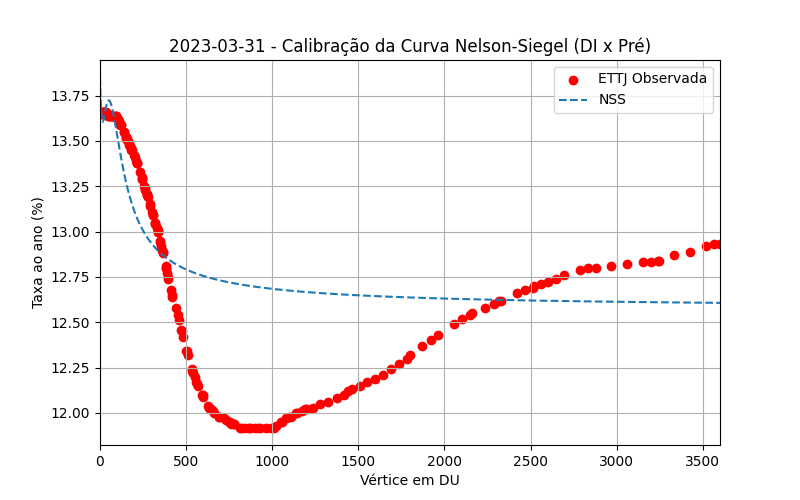 2023-03-31 - Calibração da Curva Nelson-Siegel (DI x Pré)
ETTJ Observada
NSS
Taxa ao ano (%)
13.75
13.50
13.25
13.00
12.75
12.50
12.25
12.00
0 500 1000 1500 2000 2500 3000 3500
Vértice em DU